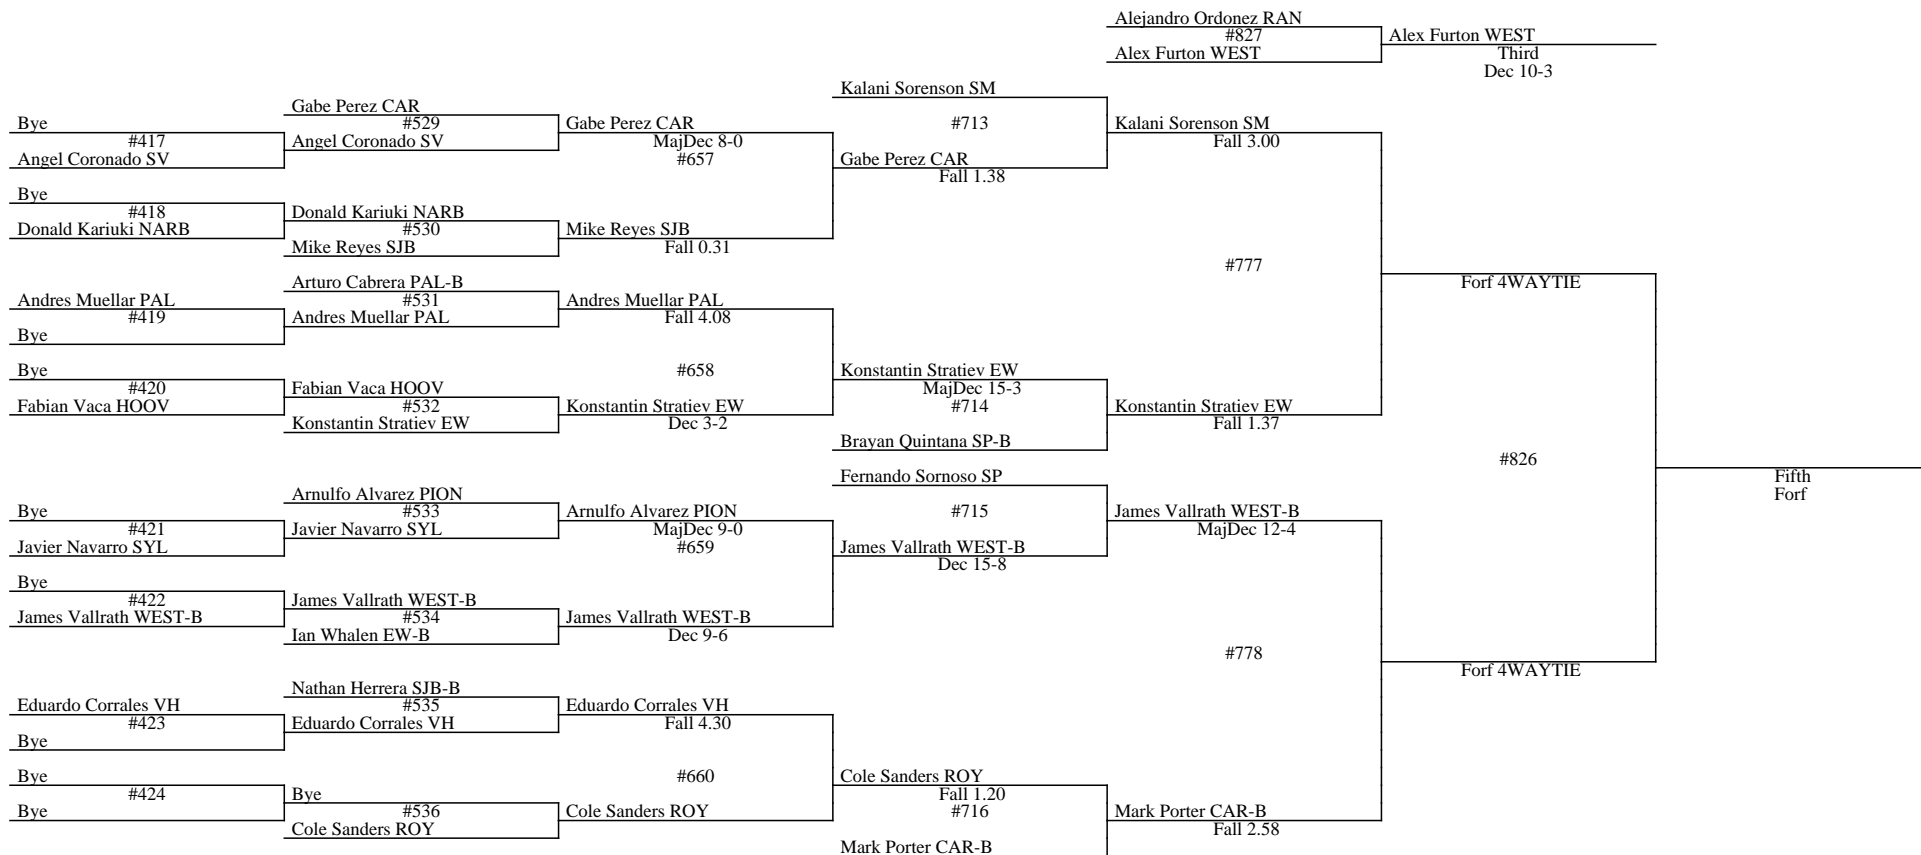 Alejandro Ordonez RAN
#827
Alex Furton WEST
Alex Furton WEST
Third
Dec 10-3
Bye
#417
Angel Coronado SV
Bye
#418
Donald Kariuki NARB
Andres Muellar PAL
#419
Bye
Bye
#420
Fabian Vaca HOOV
Bye
#421
Javier Navarro SYL
Bye
#422
James Vallrath WEST-B
Eduardo Corrales VH
#423
Bye
Bye
#424
Bye
Gabe Perez CAR
#529
Angel Coronado SV
Donald Kariuki NARB
#530
Mike Reyes SJB
Arturo Cabrera PAL-B
#531
Andres Muellar PAL
Fabian Vaca HOOV
#532
Konstantin Stratiev EW
Arnulfo Alvarez PION
#533
Javier Navarro SYL
James Vallrath WEST-B
#534
Ian Whalen EW-B
Nathan Herrera SJB-B
#535
Eduardo Corrales VH
Bye
#536
Cole Sanders ROY
Gabe Perez CAR
MajDec 8-0
#657
Mike Reyes SJB
Fall 0.31
Andres Muellar PAL
Fall 4.08
#658
Konstantin Stratiev EW
Dec 3-2
Arnulfo Alvarez PION
MajDec 9-0
#659
James Vallrath WEST-B
Dec 9-6
Eduardo Corrales VH
Fall 4.30
#660
Cole Sanders ROY
Kalani Sorenson SM
#713
Gabe Perez CAR
Fall 1.38
Konstantin Stratiev EW
MajDec 15-3
#714
Brayan Quintana SP-B
Fernando Sornoso SP
#715
James Vallrath WEST-B
Dec 15-8
Cole Sanders ROY
Fall 1.20
#716
Mark Porter CAR-B
Kalani Sorenson SM
Fall 3.00
#777
Konstantin Stratiev EW
Fall 1.37
James Vallrath WEST-B
MajDec 12-4
#778
Mark Porter CAR-B
Fall 2.58
Forf 4WAYTIE
#826
Forf 4WAYTIE
Fifth
Forf